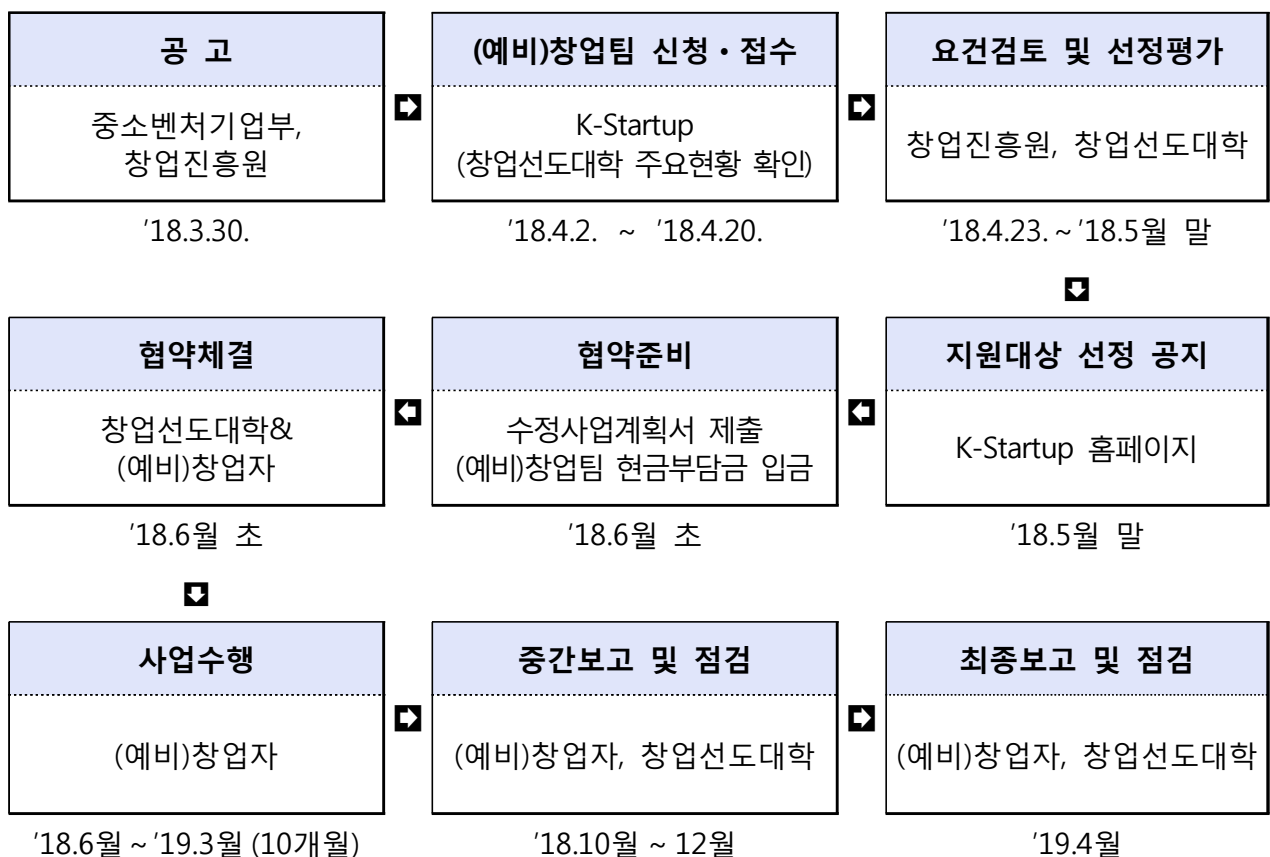 공 고
중소벤처기업부,
창업진흥원
'18.3.30.
(예비)창업팀 신청・접수
K-Startup
(창업선도대학 주요현황 확인)
'18.4.2. ~ '18.4.20.
요건검토 및 선정평가
창업진흥원, 창업선도대학
'18.4.23. ~ '18.5월 말
지원대상 선정 공지
K-Startup 홈페이지
'18.5월 말
협약준비
수정사업계획서 제출
(예비)창업팀 현금부담금 입금
'18.6월 초
협약체결
창업선도대학&
(예비)창업자
'18.6월 초
사업수행
(예비)창업자
'18.6월 ~ '19.3월 (10개월)
중간보고 및 점검
(예비)창업자, 창업선도대학
'18.10월 ~ 12월
최종보고 및 점검
(예비)창업자, 창업선도대학
'19.4월